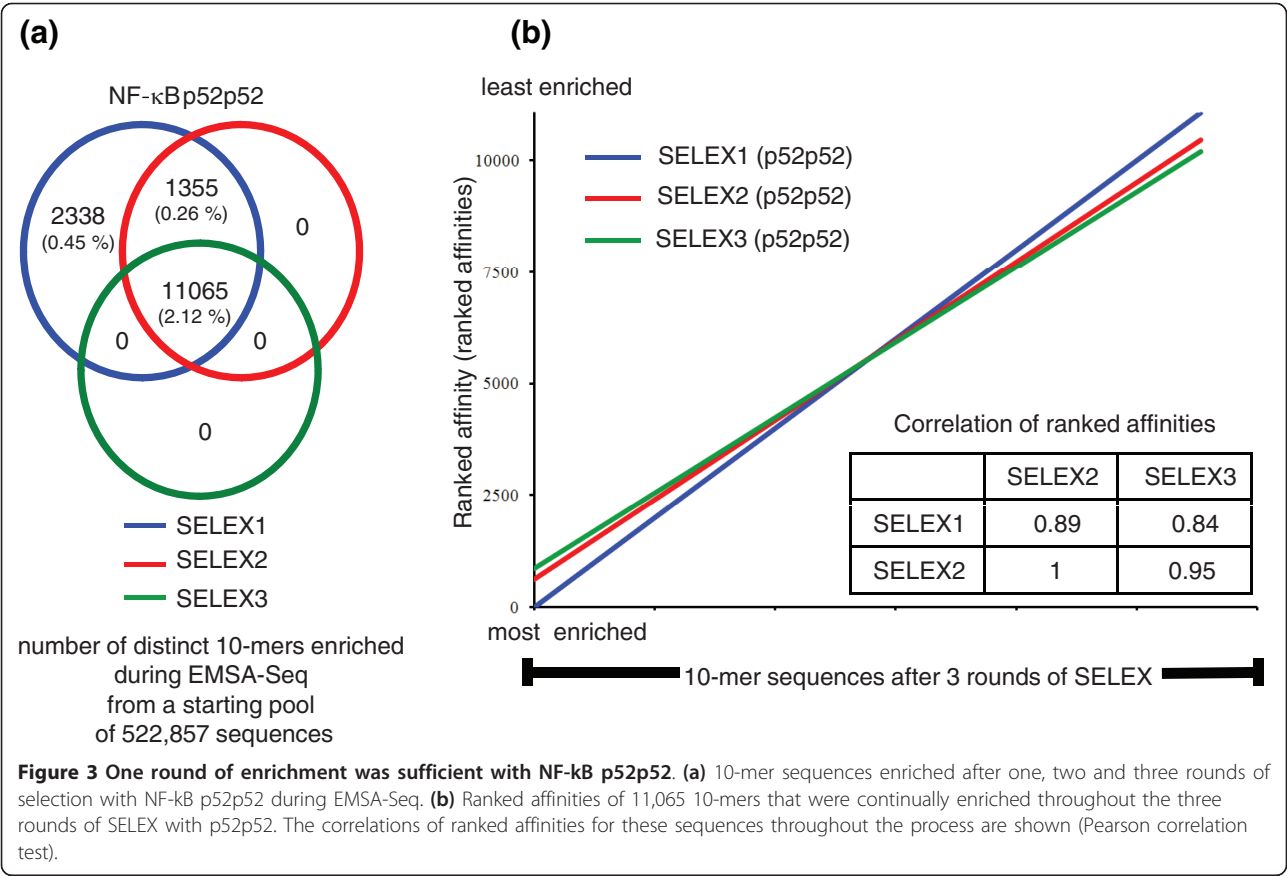 (a)
NF-κBp52p52
1355
(0.26 %)
2338
(0.45 %)
0
11065
(2.12 %)
0
0
0
SELEX1
SELEX2
SELEX3
number of distinct 10-mers enriched
during EMSA-Seq
from a starting pool
of 522,857 sequences
(b)
least enriched
Ranked affinity (ranked affinities)
10000
7500
5000
2500
0
SELEX1 (p52p52)
SELEX2 (p52p52)
SELEX3 (p52p52)
Correlation of ranked affinities
SELEX2 SELEX3
SELEX1 0.89 0.84
SELEX2 1 0.95
most enriched
10-mer sequences after 3 rounds of SELEX
Figure 3 One round of enrichment was sufficient with NF-kB p52p52. (a) 10-mer sequences enriched after one, two and three rounds of
selection with NF-kB p52p52 during EMSA-Seq. (b) Ranked affinities of 11,065 10-mers that were continually enriched throughout the three
rounds of SELEX with p52p52. The correlations of ranked affinities for these sequences throughout the process are shown (Pearson correlation
test).